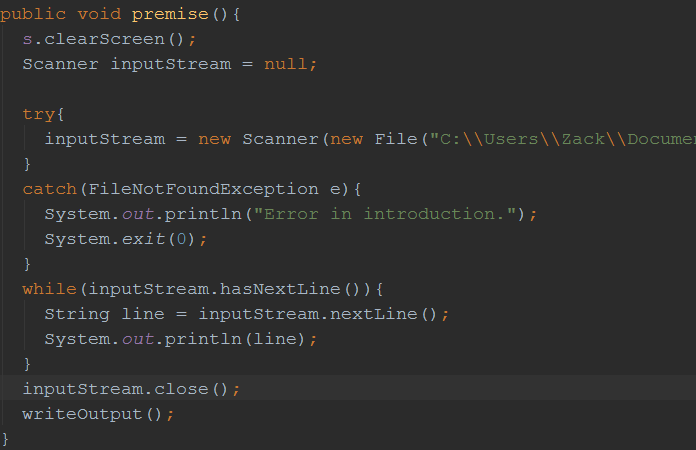 public void premise(){
s.clearScreen();
Scanner inputStream = null;
try{
inputStream = new Scanner(new File("C:\\Users\\Zack\\Documen
}
catch(FileNotFoundException e){
System.out.println("Error in introduction.");
System.exit(0);
}
while(inputStream.hasNextLine()){
String line = inputStream.nextLine();
System.out.println(line);
}
inputStream.close();
writeOutput();
}